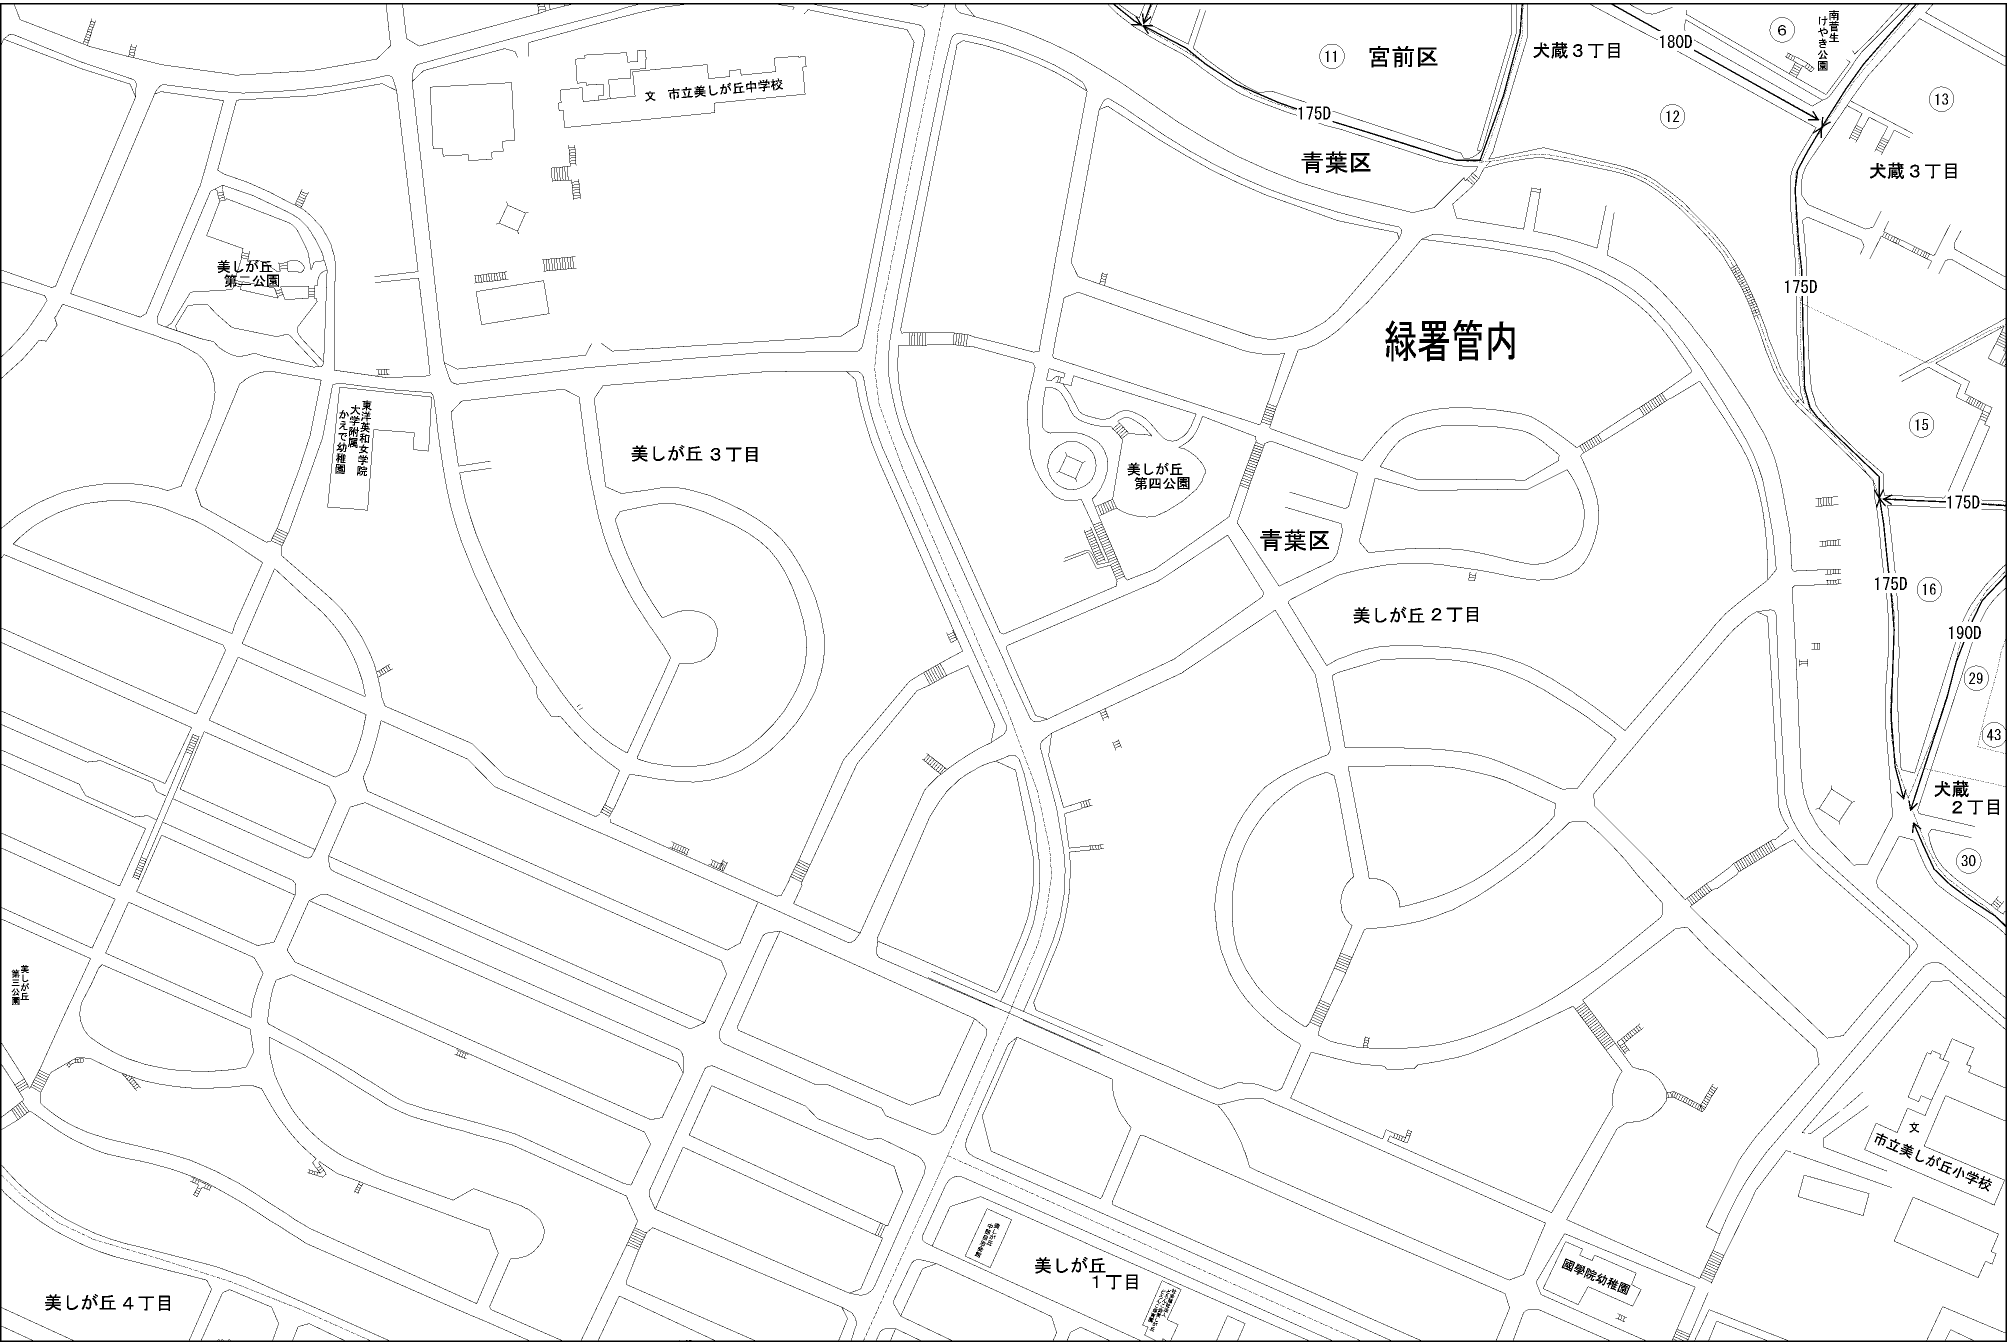 南菅生
けやき公園
⑥
180D
犬蔵3丁目
⑪
宮前区
⑬
文 市立美しが丘中学校
175D
⑫
青葉区
犬蔵3丁目
美しが丘
第二公園
175D
緑署管内
東洋英和女学院
大学附属
かえで幼稚園
⑮
美しが丘3丁目
美しが丘
第四公園
175D
青葉区
175D
⑯
美しが丘2丁目
190D
㉙
㊸
犬蔵
2丁目
㉚
美しが丘
第三公園
文
市立美しが丘小学校
美しが丘
1丁目
國學院幼稚園
美しが丘4丁目